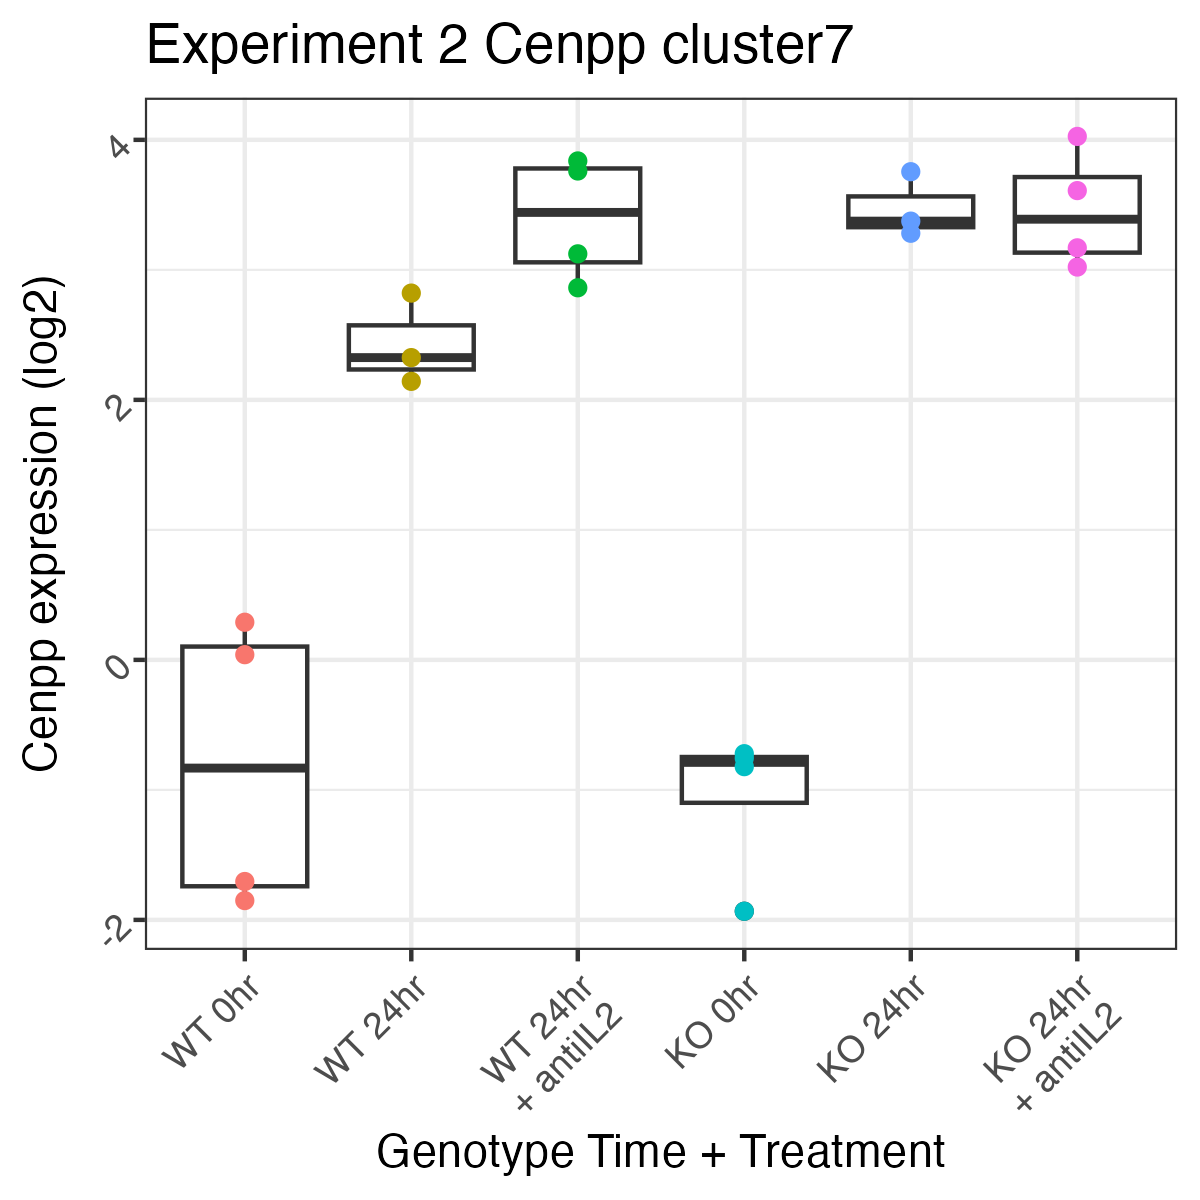 Experiment 2 Cenpp cluster7
Cenpp expression (log2)
4
2
0
-2
WT 0hr
WT 24hr
WT 24hr
+ antiIL2
KO 0hr
KO 24hr
KO 24hr
+ antiIL2
Genotype Time + Treatment